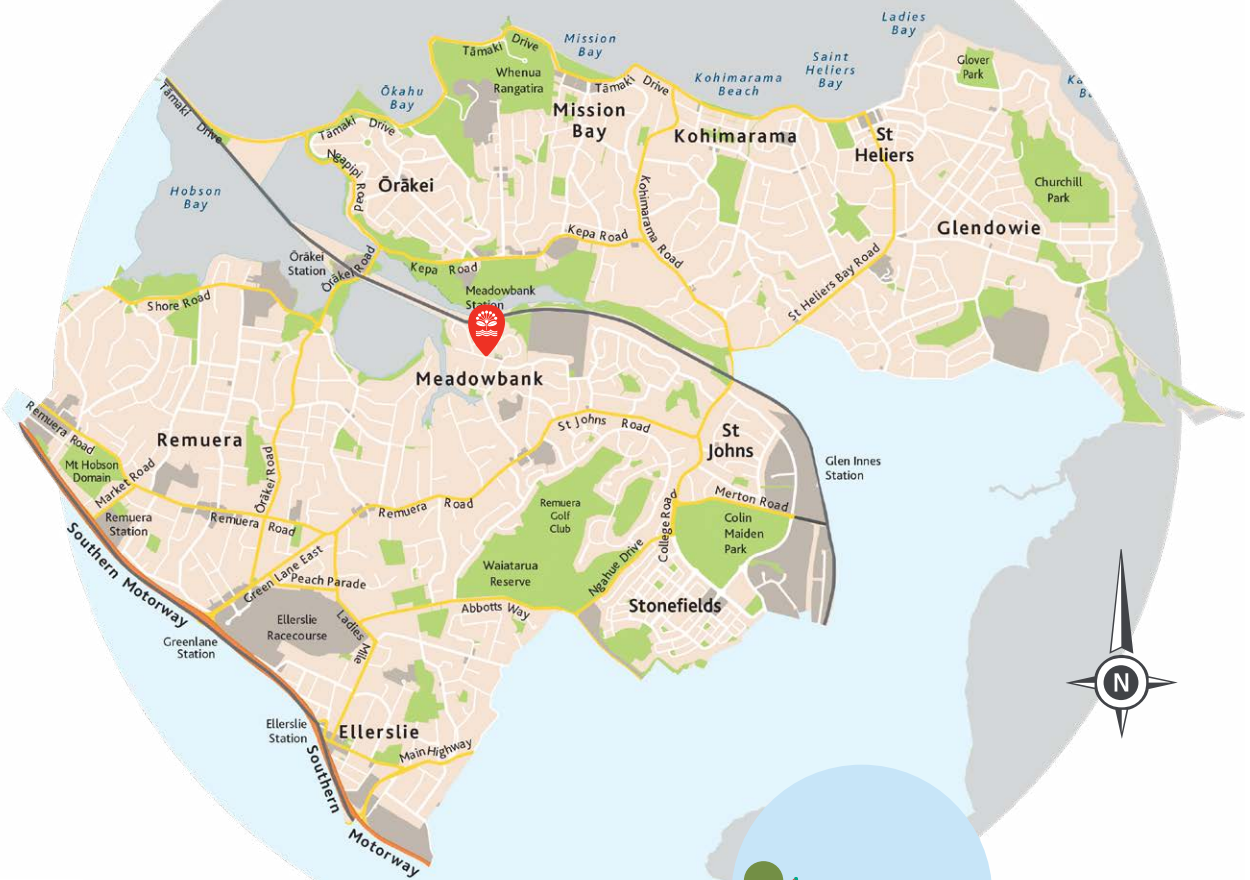 Ladies
Bay
Mission
Bay
Tāmaki Drive
Glover
Park
Saint
Heliers
Bay
Whenua
Rangatira
Kohimarama
Beach
Ōkahu
Bay
Tāmaki Drive
Tāmaki Drive
Mission
Bay
Tāmaki Drive
Kohimarama
St
Heliers
Ngapipi Road
Ōrākei
Churchill
Park
Hobson
Bay
Kohimarama Road
Glendowie
Kepa Road
Ōrākei
Station
Ōrākei Road
Kepa Road
St Heliers Bay Road
Meadowbank
Station
Shore Road
Meadowbank
Remuera Road
St Johns Road
Remuera
St
Johns
Mt Hobson
Domain
Market Road
Ōrākei Road
Glen Innes
Station
Merton Road
Remuera Road
Remuera
Golf
Club
College Road
Remuera
Station
Remuera Road
Colin
Maiden
Park
Southern Motorway
Green Lane East
Ngahue Drive
Waiatarua
Reserve
Peach Parade
Abbotts Way
Stonefields
Ellerslie
Racecourse
Ladies Mile
Greenlane
Station
N
Ellerslie
Station
Ellerslie
Main Highway
Southern
Motorway